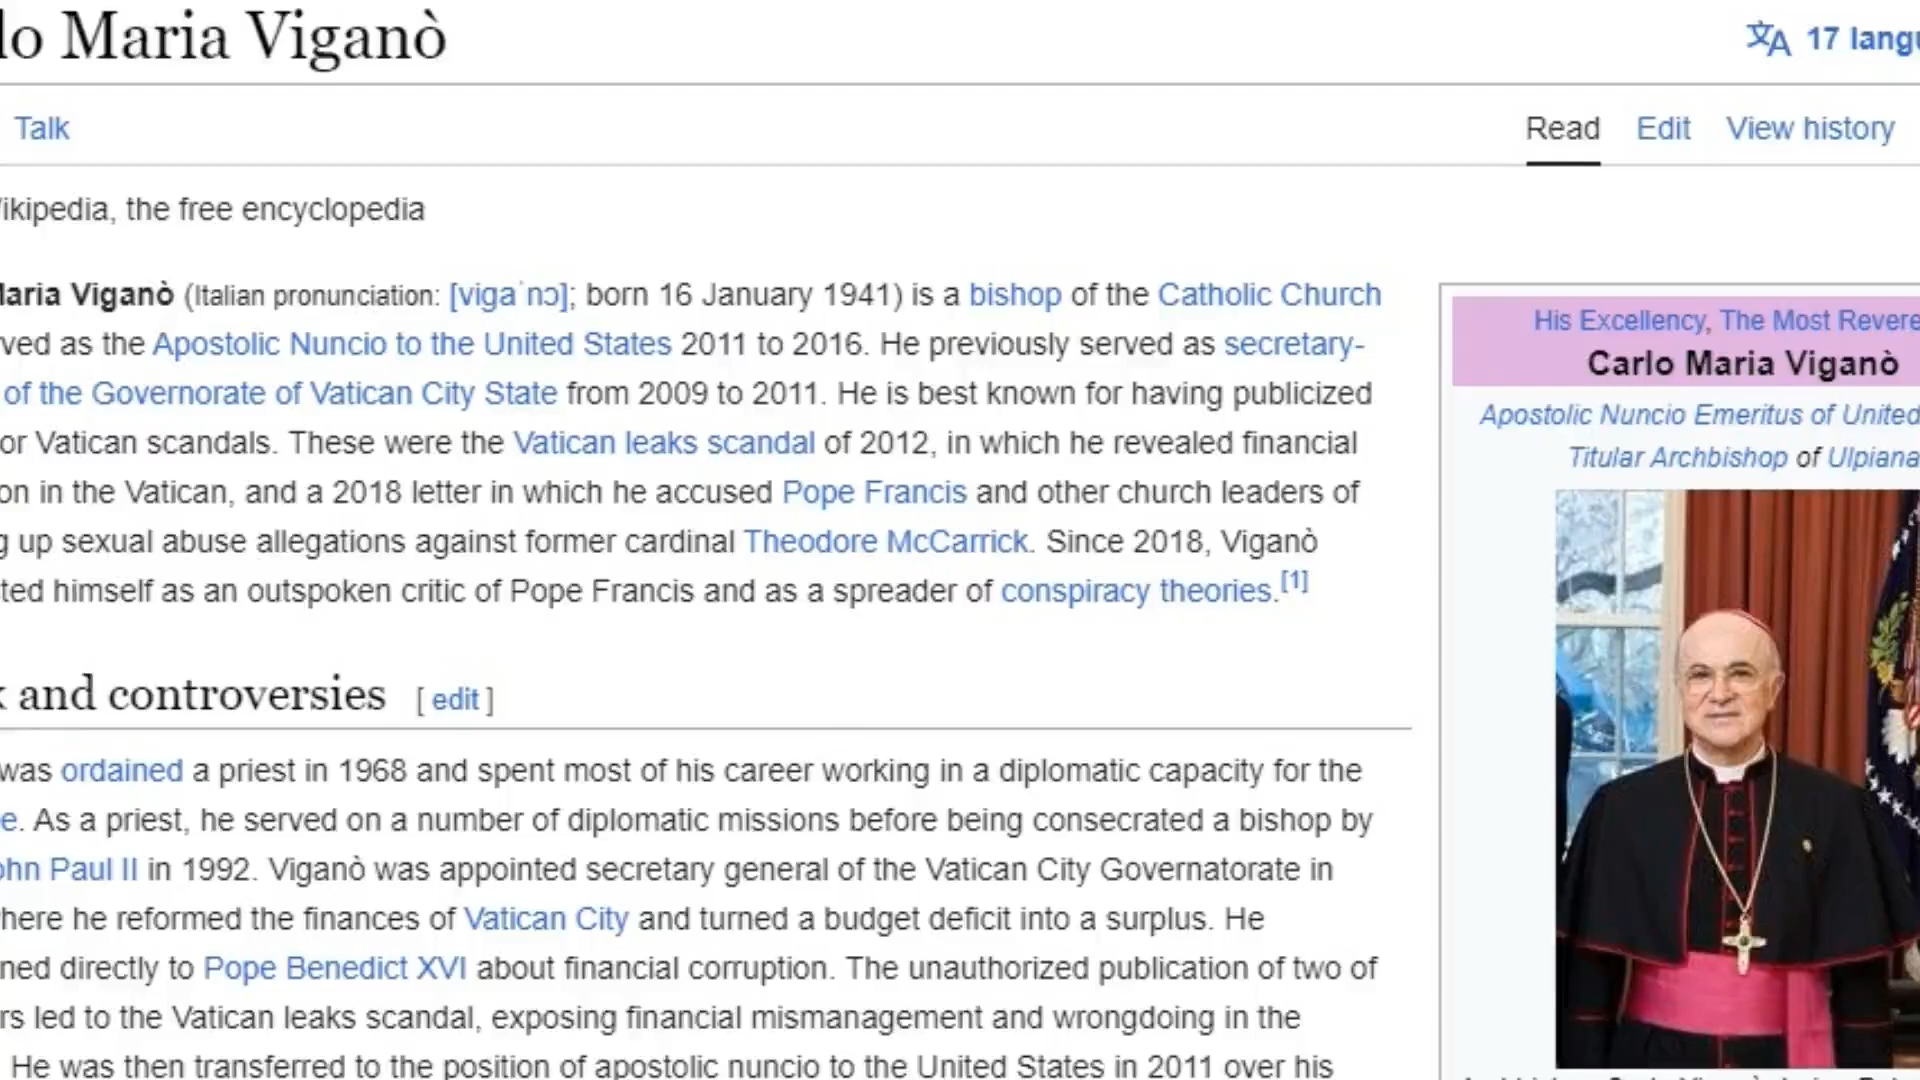 lo Maria Viganò
17 langu
Talk
Read Edit View history
ikipedia, the free encyclopedia
Maria Viganò (Italian pronunciation: [vigaˈnɔ]; born 16 January 1941) is a bishop of the Catholic Church
ved as the Apostolic Nuncio to the United States 2011 to 2016. He previously served as secretary-
of the Governorate of Vatican City State from 2009 to 2011. He is best known for having publicized
or Vatican scandals. These were the Vatican leaks scandal of 2012, in which he revealed financial
on in the Vatican, and a 2018 letter in which he accused Pope Francis and other church leaders of
g up sexual abuse allegations against former cardinal Theodore McCarrick. Since 2018, Viganò
ted himself as an outspoken critic of Pope Francis and as a spreader of conspiracy theories.[1]
and controversies [ edit ]
was ordained a priest in 1968 and spent most of his career working in a diplomatic capacity for the
e. As a priest, he served on a number of diplomatic missions before being consecrated a bishop by
ohn Paul II in 1992. Viganò was appointed secretary general of the Vatican City Governatorate in
here he reformed the finances of Vatican City and turned a budget deficit into a surplus. He
ned directly to Pope Benedict XVI about financial corruption. The unauthorized publication of two of
rs led to the Vatican leaks scandal, exposing financial mismanagement and wrongdoing in the
He was then transferred to the position of apostolic nuncio to the United States in 2011 over his
His Excellency, The Most Revere
Carlo Maria Viganò
Apostolic Nuncio Emeritus of United
Titular Archbishop of Ulpiana